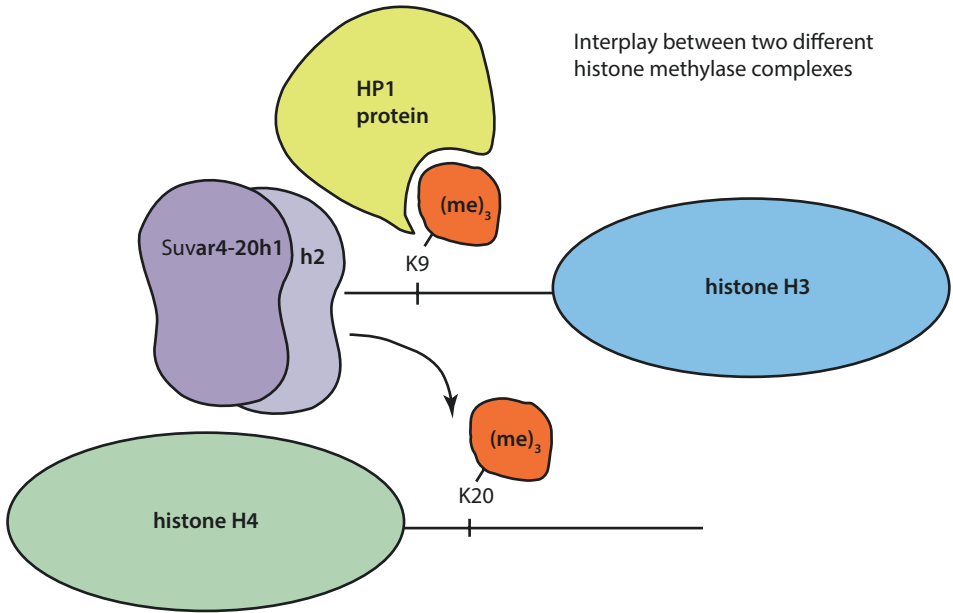 Interplay between two different
histone methylase complexes
HP1
protein
(me)₃
Suvar4-20h1
h2
K9
histone H3
(me)₃
K20
histone H4